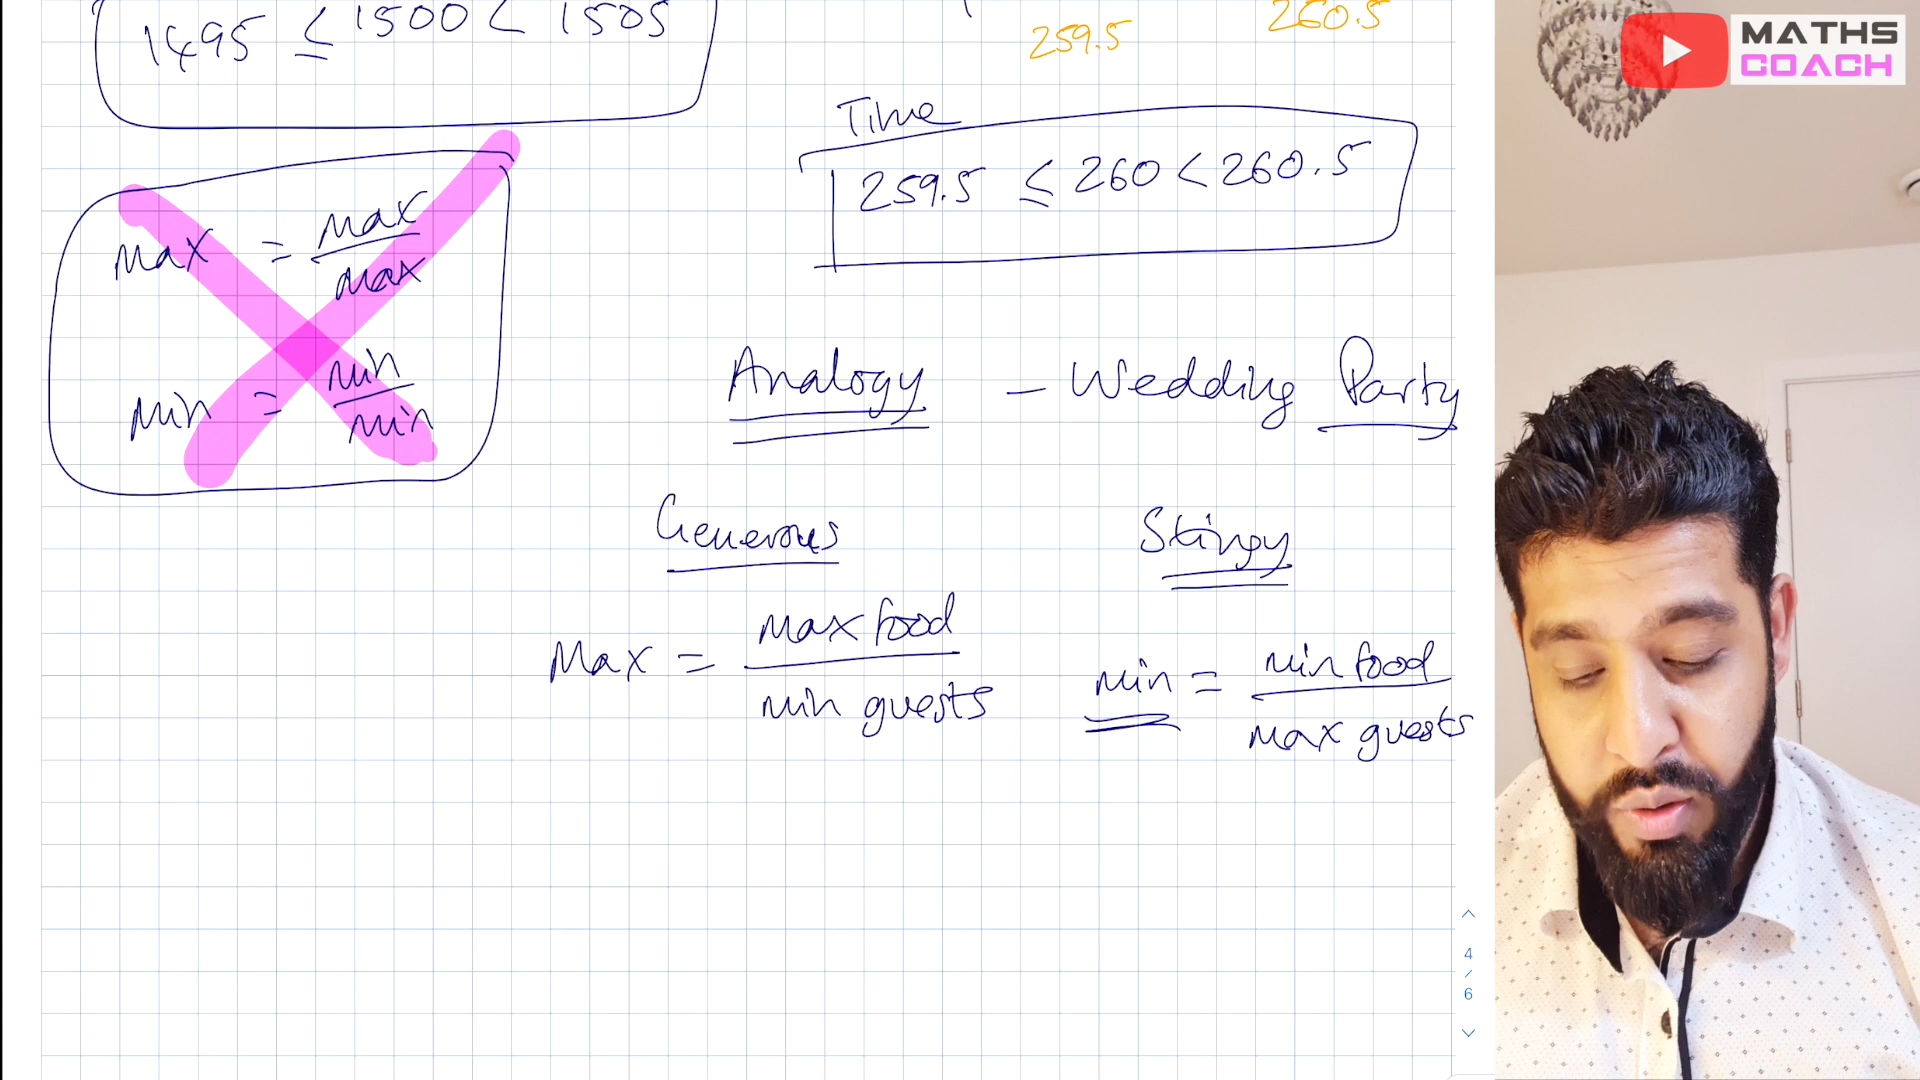 1495 ≤ 1500 < 1505
259.5
260.5
MATHS
COACH
Time
259.5 ≤ 260 < 260.5
Max = Max
Max
min = min
min
Analogy - Wedding Party
Generous
Stingy
Max = Max food
min guests
min = min food
Max guests
4
/
6